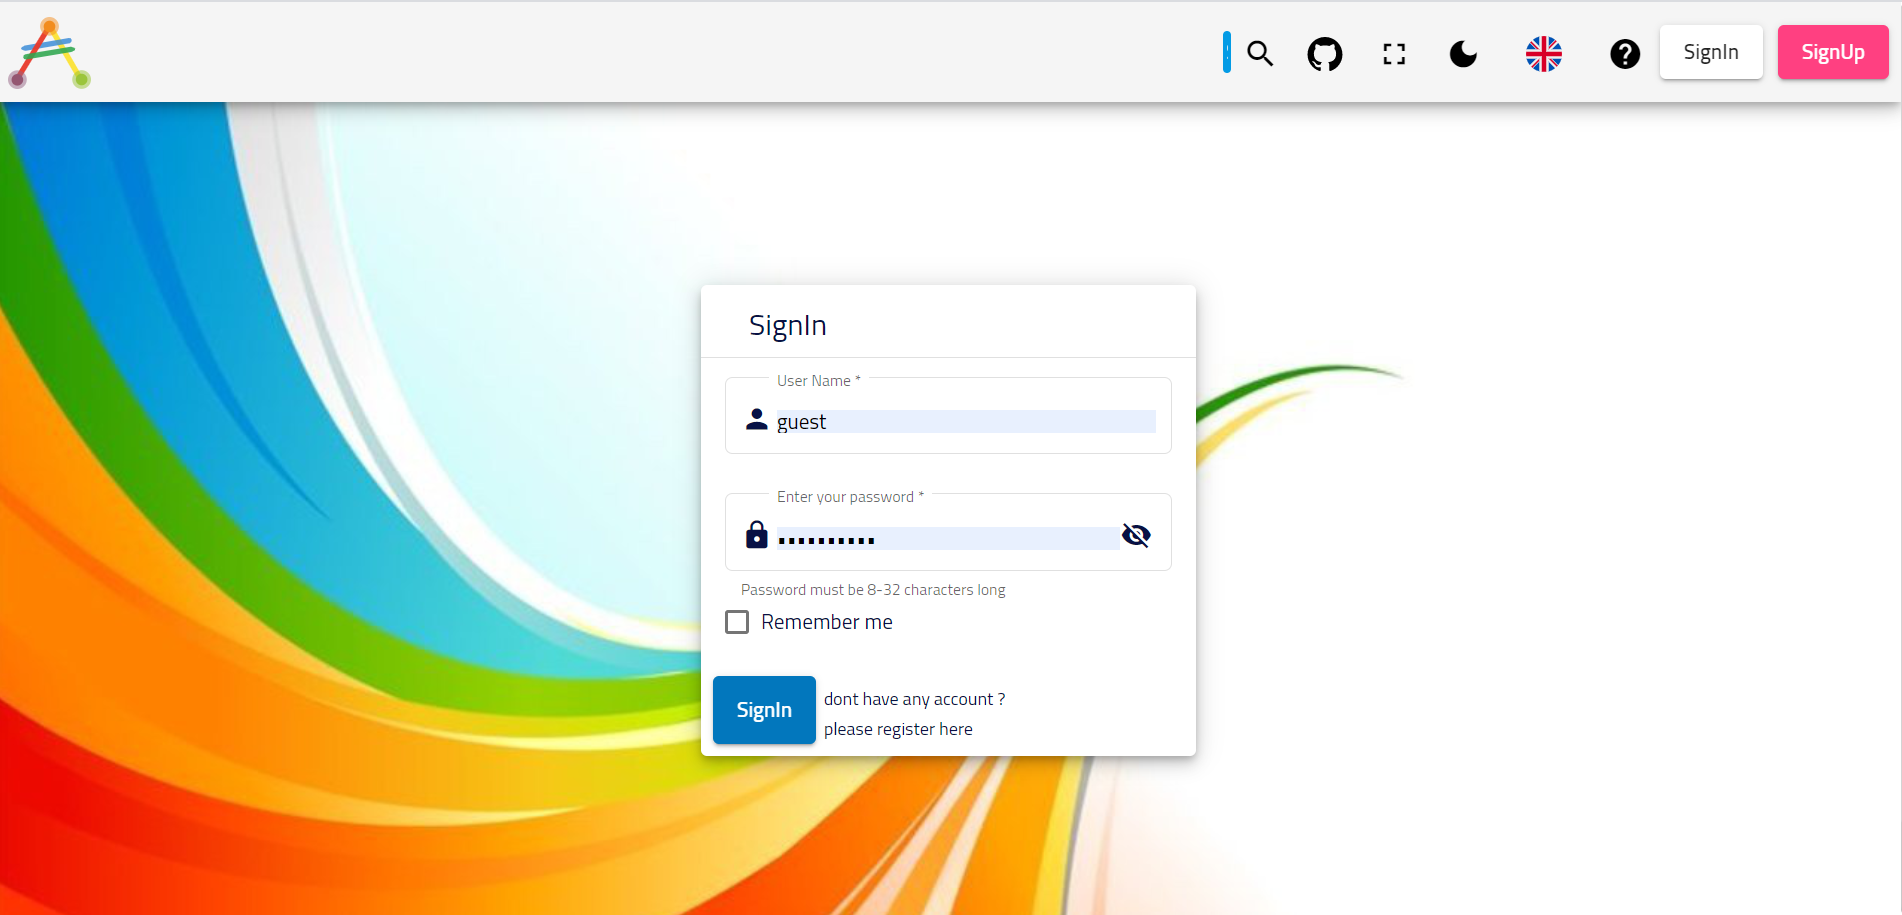 SignIn
SignUp
SignIn
User Name *
guest
Enter your password *
••••••••••
Password must be 8-32 characters long
Remember me
SignIn
dont have any account ?
please register here